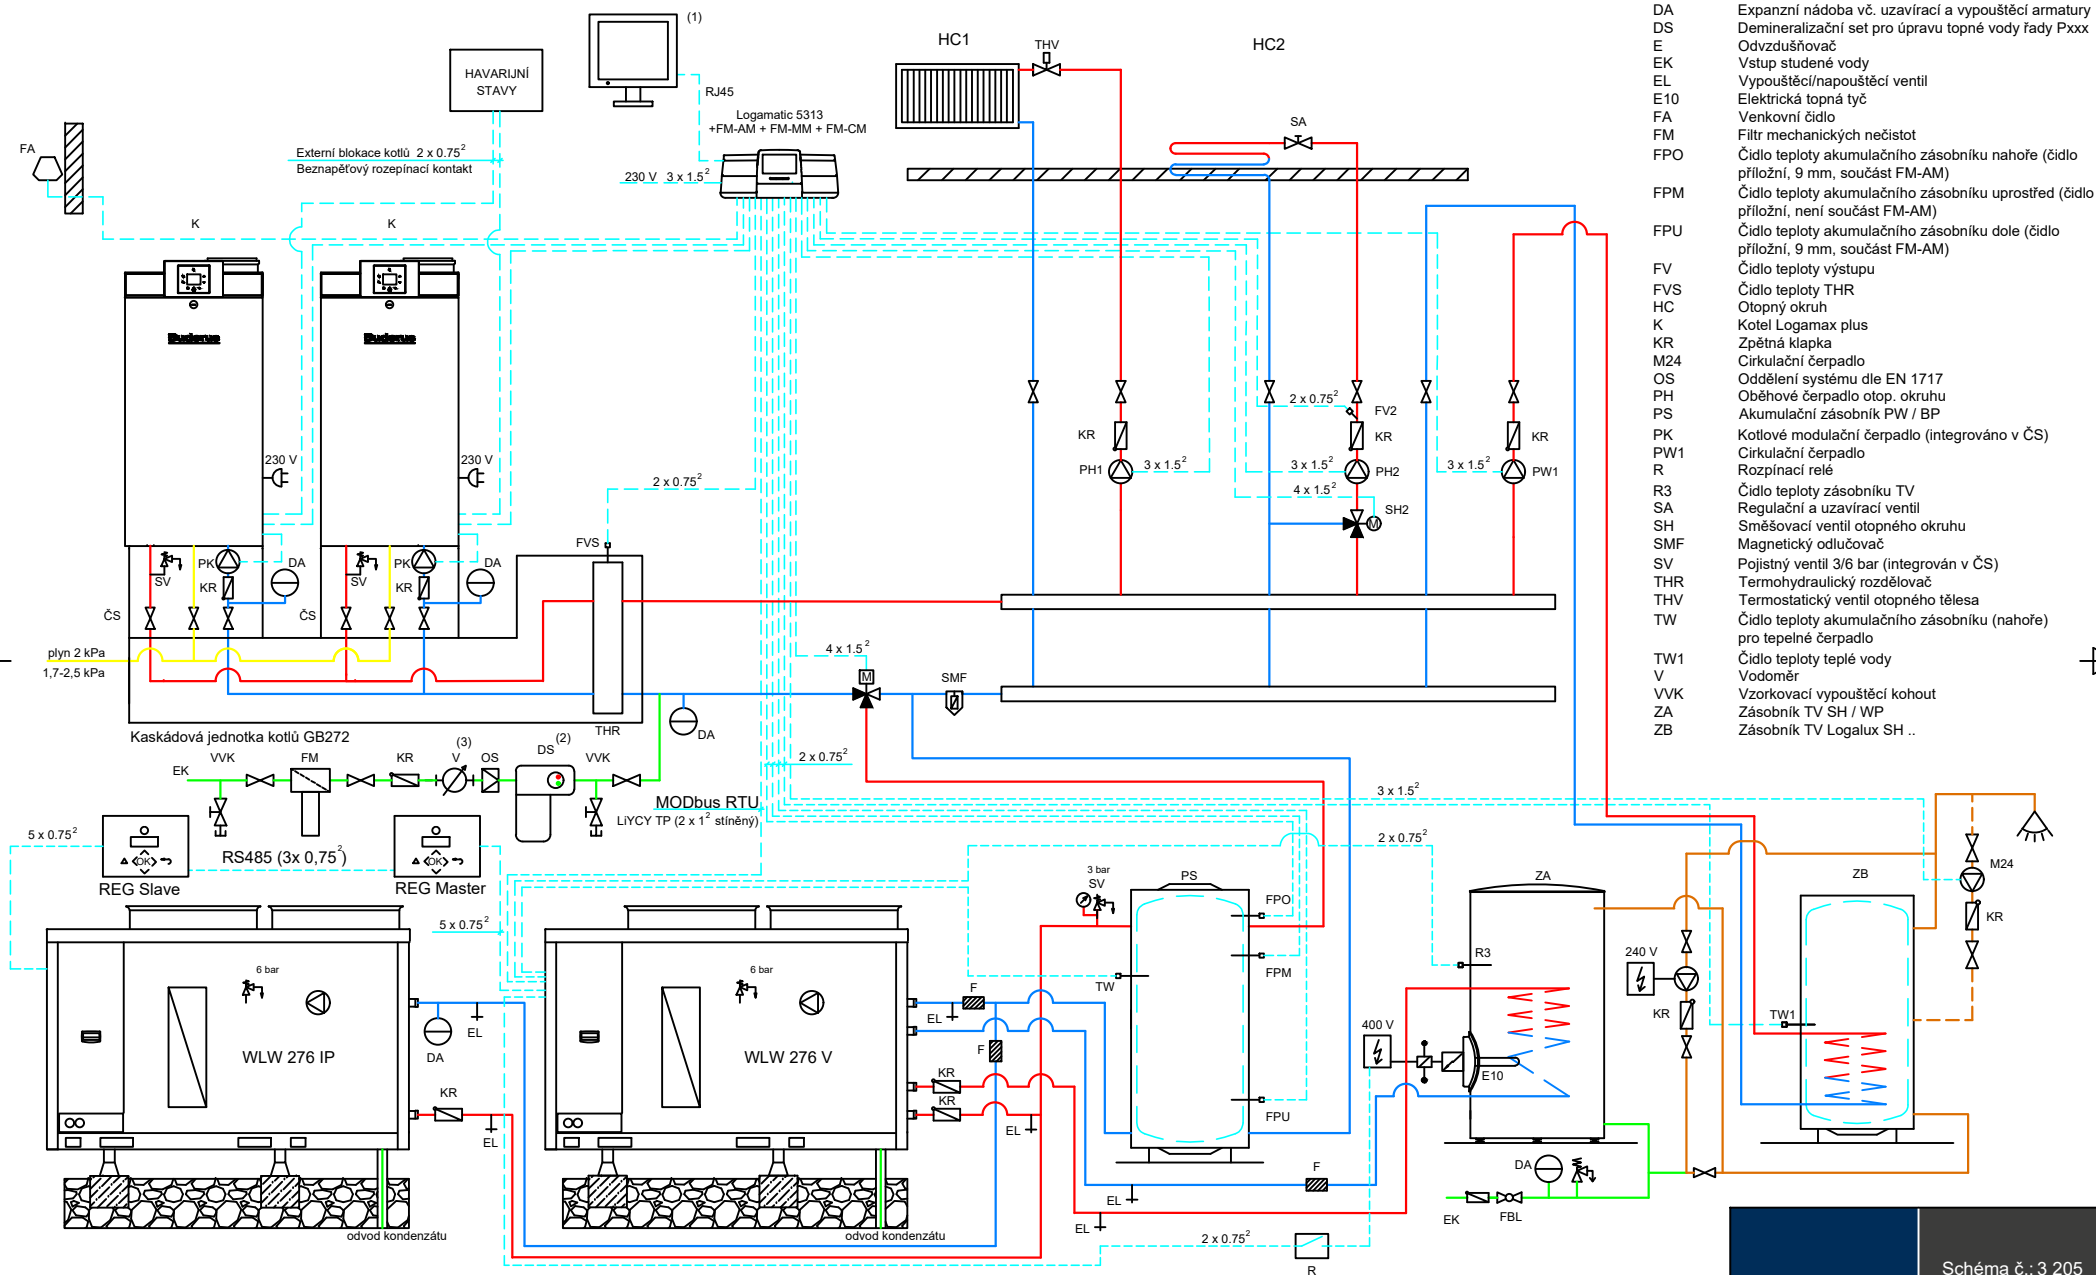 (1)
HAVARIJNÍ
STAVY
RJ45
Logamatic 5313
+FM-AM + FM-MM + FM-CM
230 V 3 x 1.5²
Externí blokace kotlů 2 x 0.75²
Beznapěťový rozepínací kontakt
FA
K
K
Buderus
Buderus
230 V
230 V
HC1
THV
HC2
SA
2 x 0.75²
FV2
KR
KR
KR
PH1
3 x 1.5²
3 x 1.5²
PH2
3 x 1.5²
PW1
4 x 1.5²
SH2
M
2 x 0.75²
FVS
SV
PK
KR
DA
SV
PK
KR
DA
ČS
ČS
plyn 2 kPa
1,7-2,5 kPa
THR
Kaskádová jednotka kotlů GB272
4 x 1.5²
M
SMF
DA
EK
VVK
FM
KR
(3)
V
OS
DS
(2)
VVK
2 x 0.75²
MODbus RTU
LiYCY TP (2 x 1² stíněný)
5 x 0.75²
OK
RS485 (3x 0,75²)
OK
REG Slave
REG Master
3 x 1.5²
2 x 0.75²
5 x 0.75²
6 bar
WLW 276 IP
DA
EL
KR
EL
odvod kondenzátu
6 bar
WLW 276 V
F
EL
F
KR
KR
EL
odvod kondenzátu
3 bar
SV
PS
FPO
FPM
TW
FPU
EL
EL
F
2 x 0.75²
R
400 V
ZA
R3
E10
240 V
KR
DA
EK
FBL
TW1
ZB
M24
KR
DA Expanzní nádoba vč. uzavírací a vypouštěcí armatury
DS Demineralizační set pro úpravu topné vody řady Pxxx
E Odvzdušňovač
EK Vstup studené vody
EL Vypouštěcí/napouštěcí ventil
E10 Elektrická topná tyč
FA Venkovní čidlo
FM Filtr mechanických nečistot
FPO Čidlo teploty akumulačního zásobníku nahoře (čidlo
příložní, 9 mm, součást FM-AM)
FPM Čidlo teploty akumulačního zásobníku uprostřed (čidlo
příložní, není součást FM-AM)
FPU Čidlo teploty akumulačního zásobníku dole (čidlo
příložní, 9 mm, součást FM-AM)
FV Čidlo teploty výstupu
FVS Čidlo teploty THR
HC Otopný okruh
K Kotel Logamax plus
KR Zpětná klapka
M24 Cirkulační čerpadlo
OS Oddělení systému dle EN 1717
PH Oběhové čerpadlo otop. okruhu
PS Akumulační zásobník PW / BP
PK Kotlové modulační čerpadlo (integrováno v ČS)
PW1 Cirkulační čerpadlo
R Rozpínací relé
R3 Čidlo teploty zásobníku TV
SA Regulační a uzavírací ventil
SH Směšovací ventil otopného okruhu
SMF Magnetický odlučovač
SV Pojistný ventil 3/6 bar (integrován v ČS)
THR Termohydraulický rozdělovač
THV Termostatický ventil otopného tělesa
TW Čidlo teploty akumulačního zásobníku (nahoře)
pro tepelné čerpadlo
TW1 Čidlo teploty teplé vody
V Vodoměr
VVK Vzorkovací vypouštěcí kohout
ZA Zásobník TV SH / WP
ZB Zásobník TV Logalux SH ..
Schéma č.: 3 205